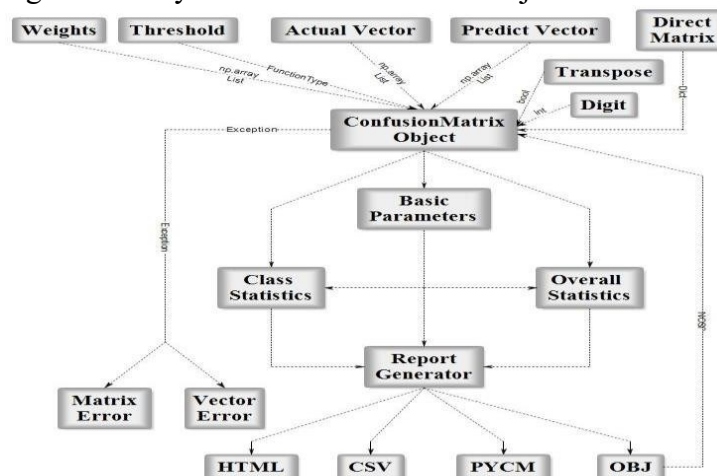 Weights
Threshold
Actual Vector
Predict Vector
Direct
Matrix
np.array
List
FunctionType
np.array
List
np.array
List
Transpose
bool
Int
Digit
Dict
Exception
ConfusionMatrix
Object
Exception
Basic
Parameters
Class
Statistics
Overall
Statistics
Report
Generator
Matrix
Error
Vector
Error
HTML
CSV
PYCM
OBJ